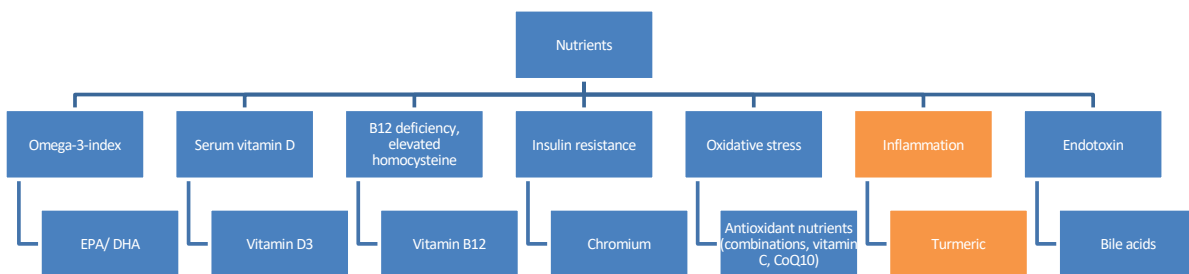 Nutrients
Omega-3-index
Serum vitamin D
B12 deficiency,
elevated
homocysteine
Insulin resistance
Oxidative stress
Inflammation
Endotoxin
EPA/ DHA
Vitamin D3
Vitamin B12
Chromium
Antioxidant nutrients
(combinations, vitamin
C, CoQ10)
Turmeric
Bile acids